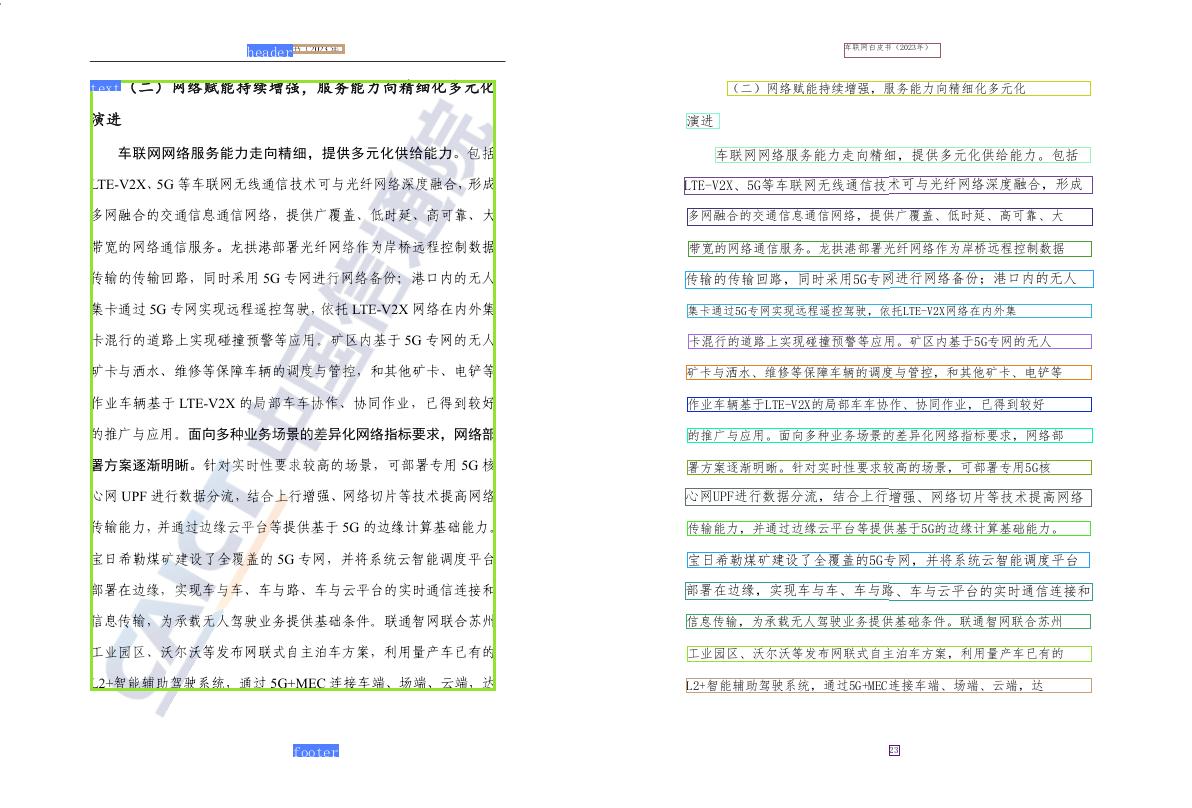 header
书（2023年）
text（二）网络赋能持续增强，服务能力向精细化多元化
演进
车联网网络服务能力走向精细，提供多元化供给能力。包括
LTE-V2X、5G 等车联网无线通信技术可与光纤网络深度融合，形成
多网融合的交通信息通信网络，提供广覆盖、低时延、高可靠、大
带宽的网络通信服务。龙拱港部署光纤网络作为岸桥远程控制数据
传输的传输回路，同时采用 5G 专网进行网络备份；港口内的无人
集卡通过 5G 专网实现远程遥控驾驶，依托 LTE-V2X 网络在内外集
卡混行的道路上实现碰撞预警等应用。矿区内基于 5G 专网的无人
矿卡与洒水、维修等保障车辆的调度与管控，和其他矿卡、电铲等
作业车辆基于 LTE-V2X 的局部车车协作、协同作业，已得到较好
的推广与应用。面向多种业务场景的差异化网络指标要求，网络部
署方案逐渐明晰。针对实时性要求较高的场景，可部署专用 5G 核
心网 UPF 进行数据分流，结合上行增强、网络切片等技术提高网络
传输能力，并通过边缘云平台等提供基于 5G 的边缘计算基础能力。
宝日希勒煤矿建设了全覆盖的 5G 专网，并将系统云智能调度平台
部署在边缘，实现车与车、车与路、车与云平台的实时通信连接和
信息传输，为承载无人驾驶业务提供基础条件。联通智网联合苏州
工业园区、沃尔沃等发布网联式自主泊车方案，利用量产车已有的
L2+智能辅助驾驶系统，通过 5G+MEC 连接车端、场端、云端，达
footer
CAICT 中国信通院
车联网白皮书（2023年）
（二）网络赋能持续增强，服务能力向精细化多元化
演进
车联网网络服务能力走向精细，提供多元化供给能力。包括
LTE-V2X、5G等车联网无线通信技术可与光纤网络深度融合，形成
多网融合的交通信息通信网络，提供广覆盖、低时延、高可靠、大
带宽的网络通信服务。龙拱港部署光纤网络作为岸桥远程控制数据
传输的传输回路，同时采用5G专网进行网络备份；港口内的无人
集卡通过5G专网实现远程遥控驾驶，依托LTE-V2X网络在内外集
卡混行的道路上实现碰撞预警等应用。矿区内基于5G专网的无人
矿卡与洒水、维修等保障车辆的调度与管控，和其他矿卡、电铲等
作业车辆基于LTE-V2X的局部车车协作、协同作业，已得到较好
的推广与应用。面向多种业务场景的差异化网络指标要求，网络部
署方案逐渐明晰。针对实时性要求较高的场景，可部署专用5G核
心网UPF进行数据分流，结合上行增强、网络切片等技术提高网络
传输能力，并通过边缘云平台等提供基于5G的边缘计算基础能力。
宝日希勒煤矿建设了全覆盖的5G专网，并将系统云智能调度平台
部署在边缘，实现车与车、车与路、车与云平台的实时通信连接和
信息传输，为承载无人驾驶业务提供基础条件。联通智网联合苏州
工业园区、沃尔沃等发布网联式自主泊车方案，利用量产车已有的
L2+智能辅助驾驶系统，通过5G+MEC连接车端、场端、云端，达
23